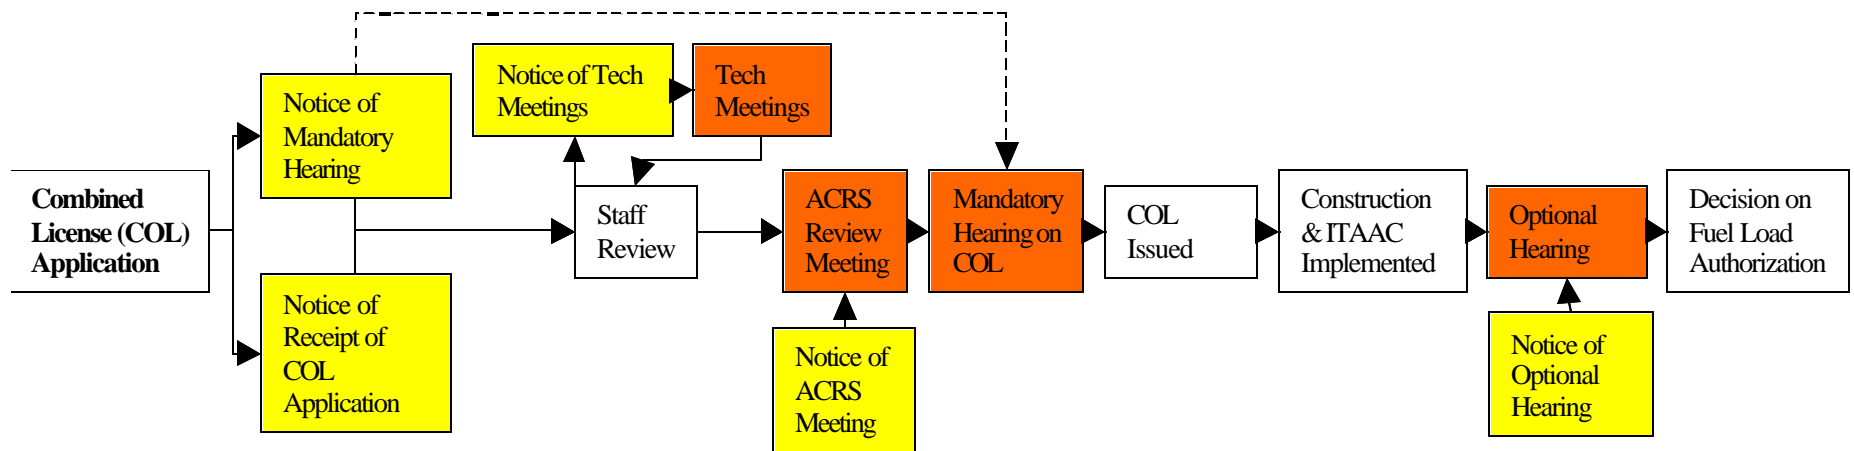 Combined
License (COL)
Application
Notice of
Mandatory
Hearing
Notice of
Receipt of
COL
Application
Notice of Tech
Meetings
Tech
Meetings
Staff
Review
ACRS
Review
Meeting
Notice of
ACRS
Meeting
Mandatory
Hearing on
COL
COL
Issued
Construction
& ITAAC
Implemented
Optional
Hearing
Notice of
Optional
Hearing
Decision on
Fuel Load
Authorization